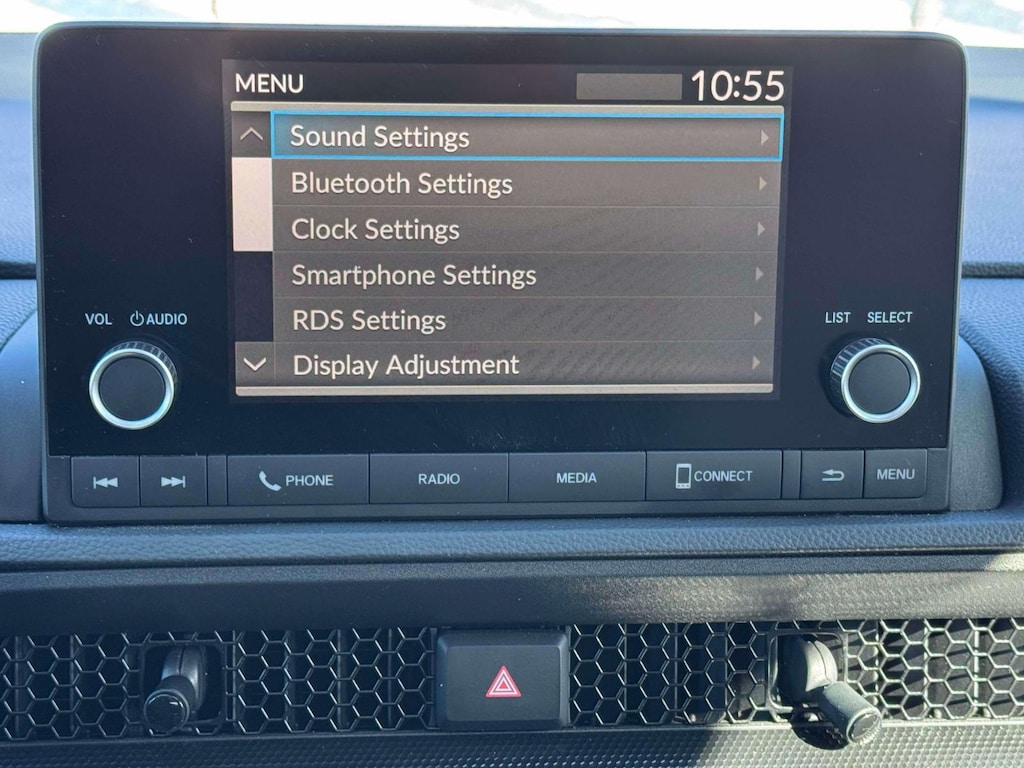 MENU 10:55
Sound Settings
Bluetooth Settings
Clock Settings
Smartphone Settings
RDS Settings
Display Adjustment
VOL AUDIO
LIST SELECT
PHONE RADIO MEDIA CONNECT MENU